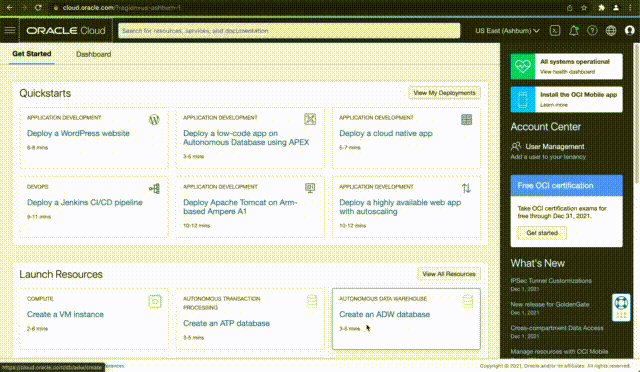 cloud.oracle.com/?region=us-ashburn-1
ORACLE Cloud
Search for resources, services, and documentation
US East (Ashburn)
Get Started
Dashboard
Quickstarts
View My Deployments
APPLICATION DEVELOPMENT
Deploy a WordPress website
6-8 mins
APPLICATION DEVELOPMENT
Deploy a low-code app on
Autonomous Database using APEX
3-5 mins
APPLICATION DEVELOPMENT
Deploy a cloud native app
5-7 mins
DEVOPS
Deploy a Jenkins CI/CD pipeline
9-11 mins
APPLICATION DEVELOPMENT
Deploy Apache Tomcat on Arm-
based Ampere A1
10-12 mins
APPLICATION DEVELOPMENT
Deploy a highly available web app
with autoscaling
10-12 mins
Launch Resources
View All Resources
COMPUTE
Create a VM instance
2-6 mins
AUTONOMOUS TRANSACTION
PROCESSING
Create an ATP database
3-5 mins
AUTONOMOUS DATA WAREHOUSE
Create an ADW database
3-5 mins
All systems operational
View health dashboard
Install the OCI Mobile app
Learn more
Account Center
User Management
Add a user to your tenancy
Free OCI certification
Take OCI certification exams for
free through Dec 31, 2021.
Get started
What's New
IPSec Tunnel Customizations
Dec 1, 2021
New release for GoldenGate
Dec 1, 2021
Cross-compartment Data Access
Dec 1, 2021
Manage resources with OCI Mobile
https://cloud.oracle.com/db/adw/create
Copyright © 2021, Oracle and/or its affiliates. All rights reserved.